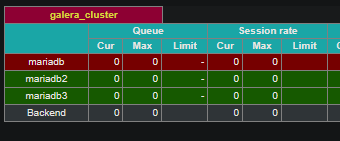 galera_cluster
Queue Session rate
Cur Max Limit Cur Max Limit
mariadb 0 0 - 0 0
mariadb2 0 0 - 0 0
mariadb3 0 0 - 0 0
Backend 0 0 0 0